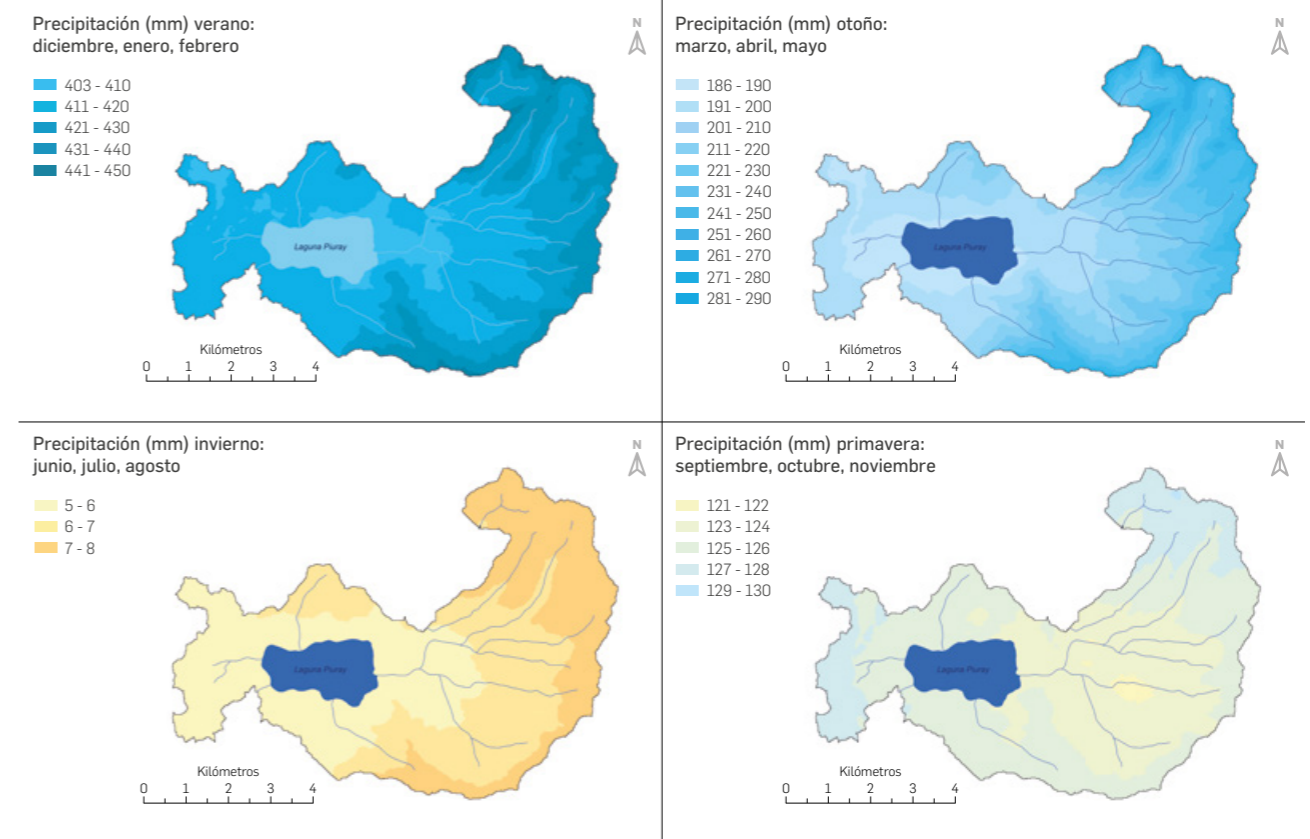 Precipitación (mm) verano:
diciembre, enero, febrero
N
403 - 410
411 - 420
421 - 430
431 - 440
441 - 450
Laguna Piuray
Kilómetros
0 1 2 3 4
Precipitación (mm) otoño:
marzo, abril, mayo
N
186 - 190
191 - 200
201 - 210
211 - 220
221 - 230
231 - 240
241 - 250
251 - 260
261 - 270
271 - 280
281 - 290
Laguna Piuray
Kilómetros
0 1 2 3 4
Precipitación (mm) invierno:
junio, julio, agosto
N
5 - 6
6 - 7
7 - 8
Laguna Piuray
Kilómetros
0 1 2 3 4
Precipitación (mm) primavera:
septiembre, octubre, noviembre
N
121 - 122
123 - 124
125 - 126
127 - 128
129 - 130
Laguna Piuray
Kilómetros
0 1 2 3 4